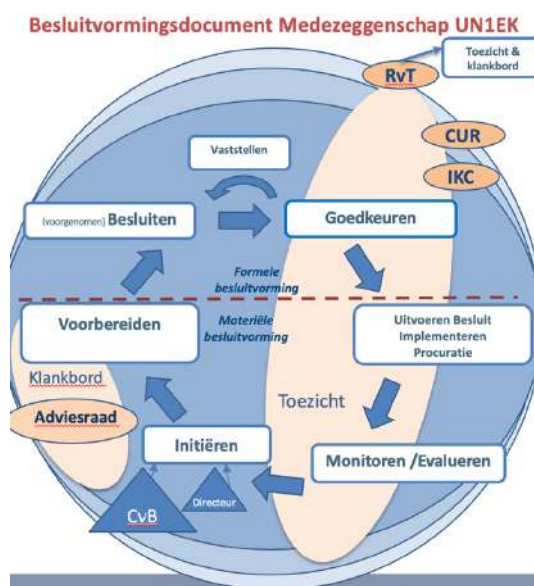 Besluitvormingsdocument Medezeggenschap UN1EK
RvT
Toezicht &
klankbord
CUR
IKC
Vaststellen
(voorgenomen) Besluiten
Goedkeuren
Formele
besluitvorming
Materiële
besluitvorming
Voorbereiden
Uitvoeren Besluit
Implementeren
Procuratie
Klankbord
Adviesraad
Toezicht
Initiëren
Monitoren /Evalueren
Directeur
CvB